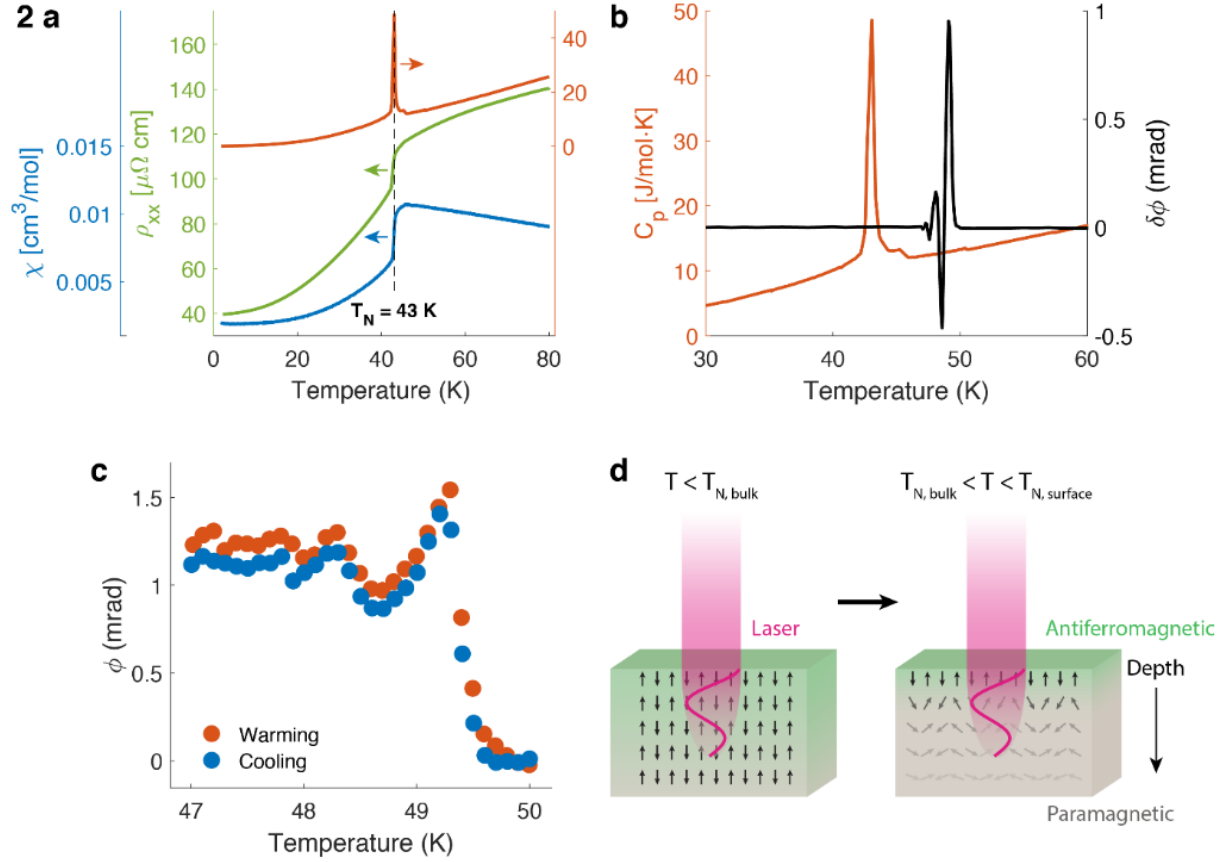 2 a
χ [cm³/mol]
0.015
0.01
0.005
ρxx [μΩ cm]
160
140
120
100
80
60
40
40
20
0
T_N = 43 K
0 20 40 60 80
Temperature (K)
b
C_p [J/mol·K]
50
40
30
20
10
0
1
0.5
0
-0.5
δϕ (mrad)
30 40 50 60
Temperature (K)
c
ϕ (mrad)
1.5
1
0.5
0
Warming
Cooling
47 48 49 50
Temperature (K)
d
T < T_N, bulk
T_N, bulk < T < T_N, surface
Laser
Antiferromagnetic
Depth
Paramagnetic